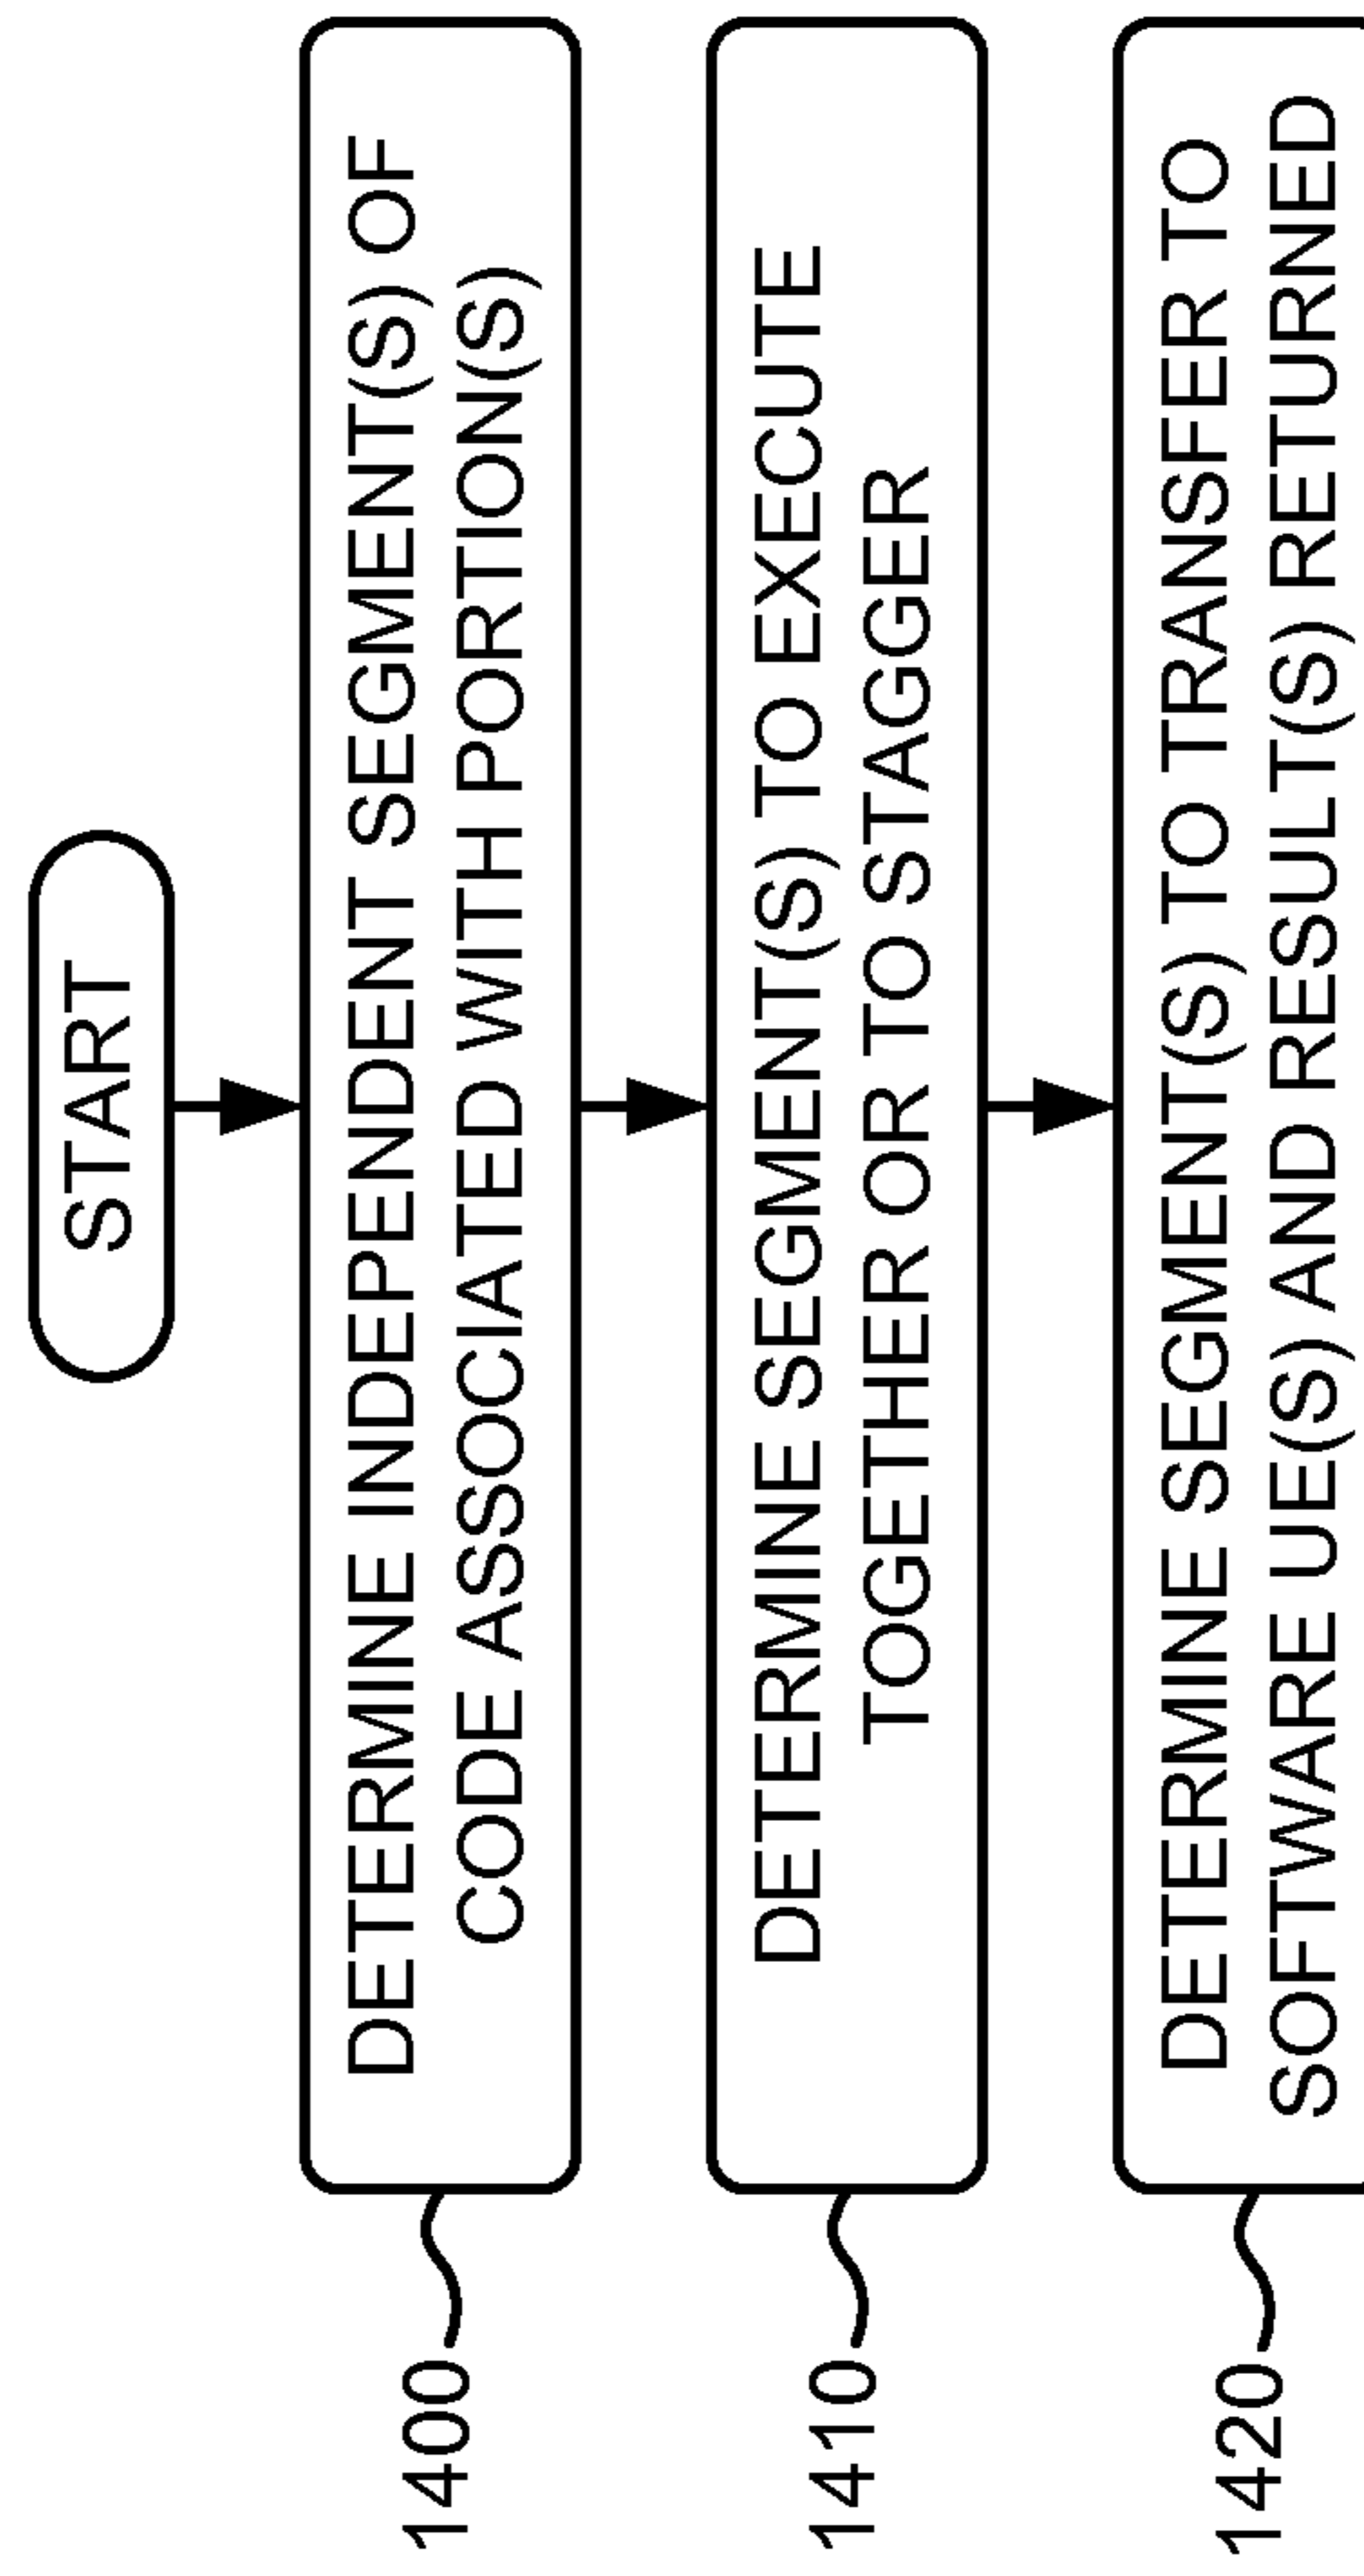 START
1400
DETERMINE INDEPENDENT SEGMENT(S) OF
CODE ASSOCIATED WITH PORTION(S)
1410
DETERMINE SEGMENT(S) TO EXECUTE
TOGETHER OR TO STAGGER
1420
DETERMINE SEGMENT(S) TO TRANSFER TO
SOFTWARE UE(S) AND RESULT(S) RETURNED